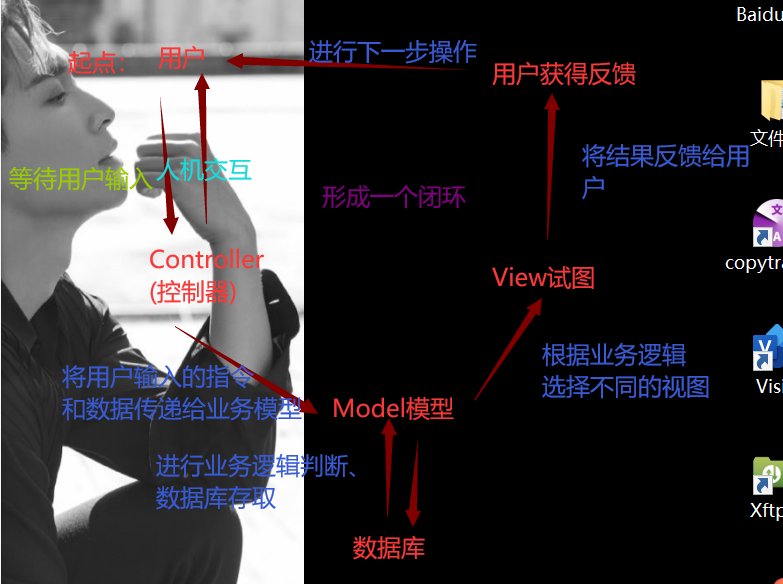 Baidu
起点：
用户
进行下一步操作
用户获得反馈
文件
等待用户输入
人机交互
将结果反馈给用
户
形成一个闭环
copytra
Controller
(控制器)
View试图
根据业务逻辑
选择不同的视图
Visi
将用户输入的指令
和数据传递给业务模型
Model模型
进行业务逻辑判断、
数据库存取
Xftp
数据库